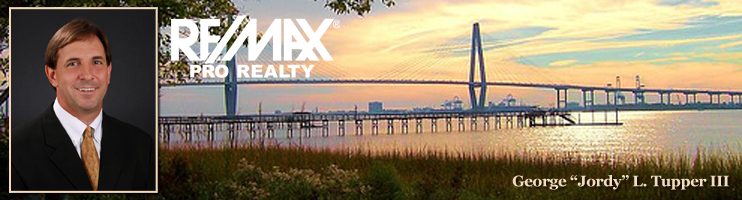 RE/MAX®
PRO REALTY
George “Jordy” L. Tupper III